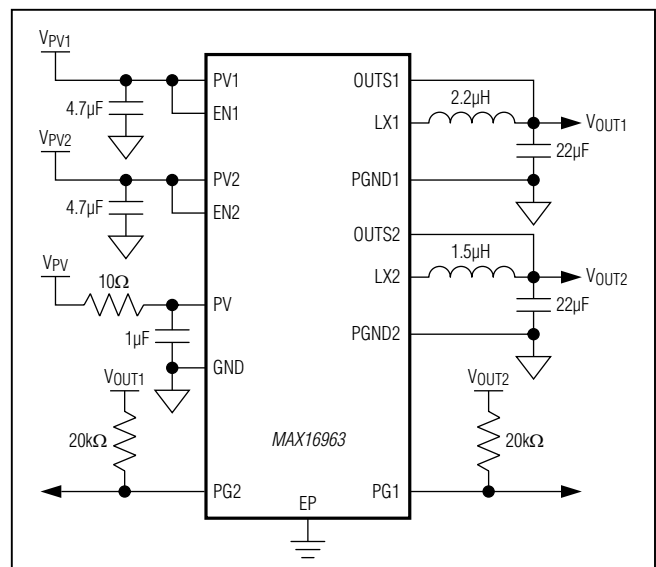 VPV1
PV1
EN1
4.7µF
VPV2
PV2
EN2
4.7µF
VPV
10Ω
PV
1µF
GND
VOUT1
20kΩ
PG2
OUTS1
2.2µH
LX1
VOUT1
22µF
PGND1
OUTS2
1.5µH
LX2
VOUT2
22µF
PGND2
VOUT2
20kΩ
MAX16963
PG1
EP